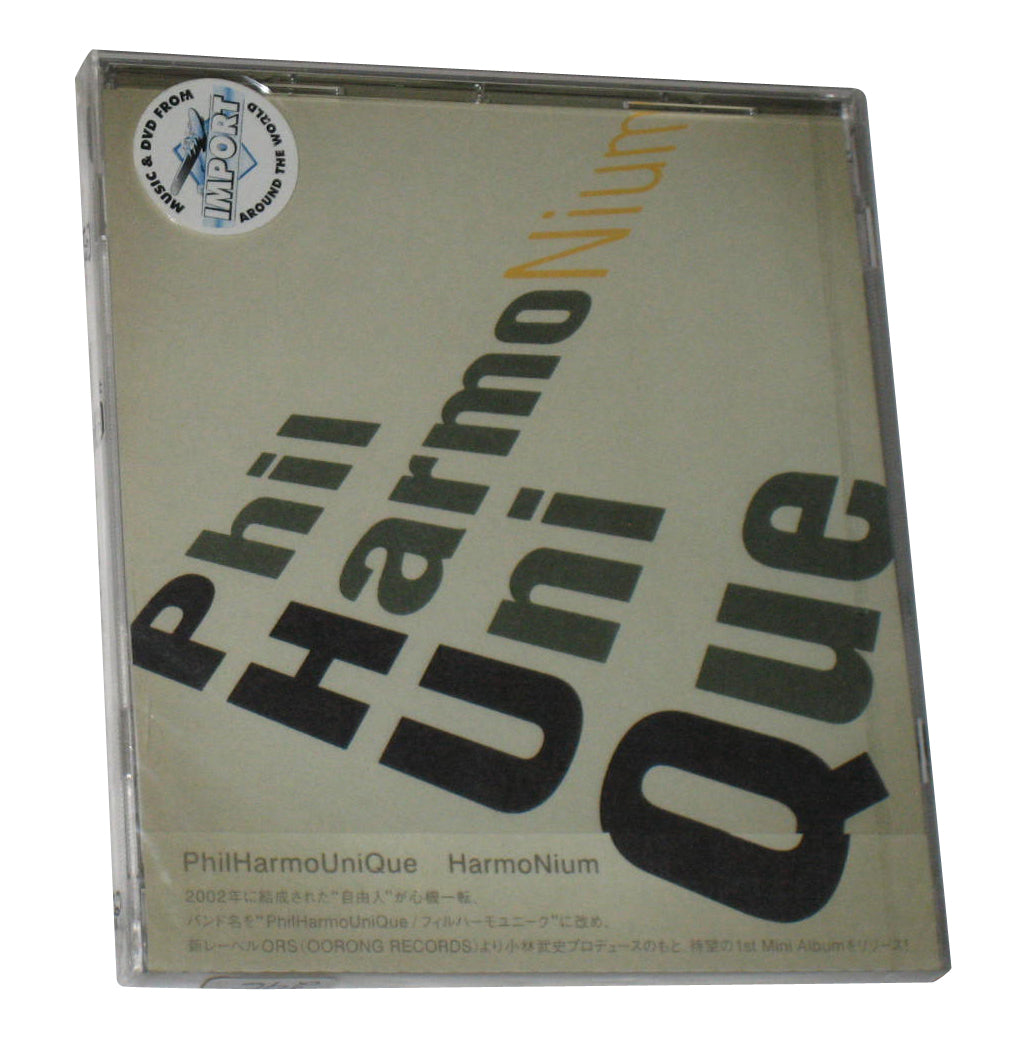 MUSIC & DVD FROM
IMPORT
AROUND THE WORLD
Phil
HarmoNium
Uni
Que
PhilHarmoUniQue HarmoNium
2002年に結成された“自由人”が心機一転、
バンド名を“PhilHarmoUniQue / フィルハーモユニーク”に改め、
新レーベルORS(OORONG RECORDS)より小林武史プロデュースのもと、待望の1st Mini Albumをリリース!